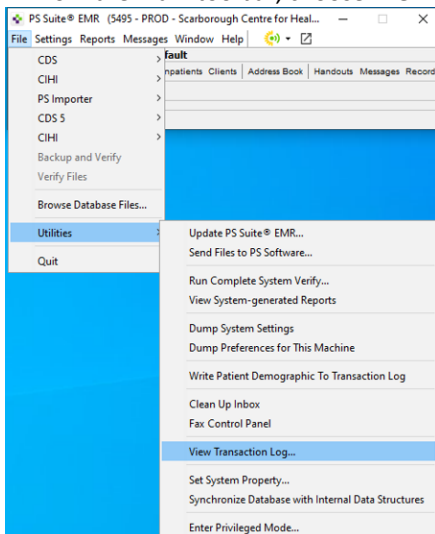 PS Suite® EMR (5495 - PROD - Scarborough Centre for Heal...
File Settings Reports Messages Window Help
fault
npatients Clients Address Book Handouts Messages Record
CDS
CIHI
PS Importer
CDS 5
CIHI
Backup and Verify
Verify Files
Browse Database Files...
Utilities
Quit
Update PS Suite® EMR...
Send Files to PS Software...
Run Complete System Verify...
View System-generated Reports
Dump System Settings
Dump Preferences for This Machine
Write Patient Demographic To Transaction Log
Clean Up Inbox
Fax Control Panel
View Transaction Log...
Set System Property...
Synchronize Database with Internal Data Structures
Enter Privileged Mode...